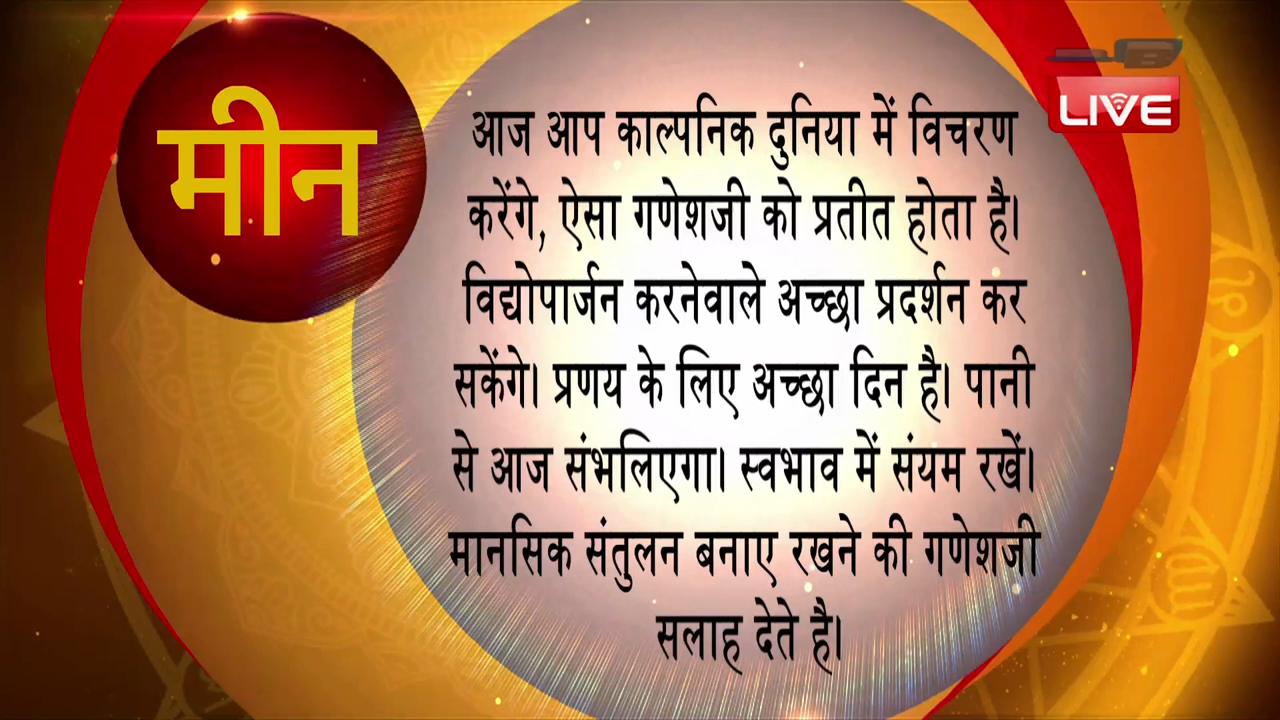 मीन
LIVE
आज आप काल्पनिक दुनिया में विचरण
करेंगे, ऐसा गणेशजी को प्रतीत होता है।
विद्योपार्जन करनेवाले अच्छा प्रदर्शन कर
सकेंगे। प्रणय के लिए अच्छा दिन है। पानी
से आज संभलिएगा। स्वभाव में संयम रखें।
मानसिक संतुलन बनाए रखने की गणेशजी
सलाह देते है।